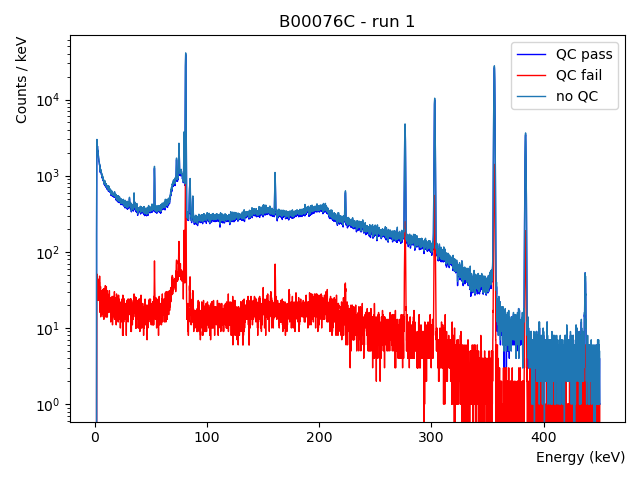 B00076C - run 1
Counts / keV
QC pass
QC fail
no QC
10⁴
10³
10²
10¹
10⁰
0 100 200 300 400
Energy (keV)